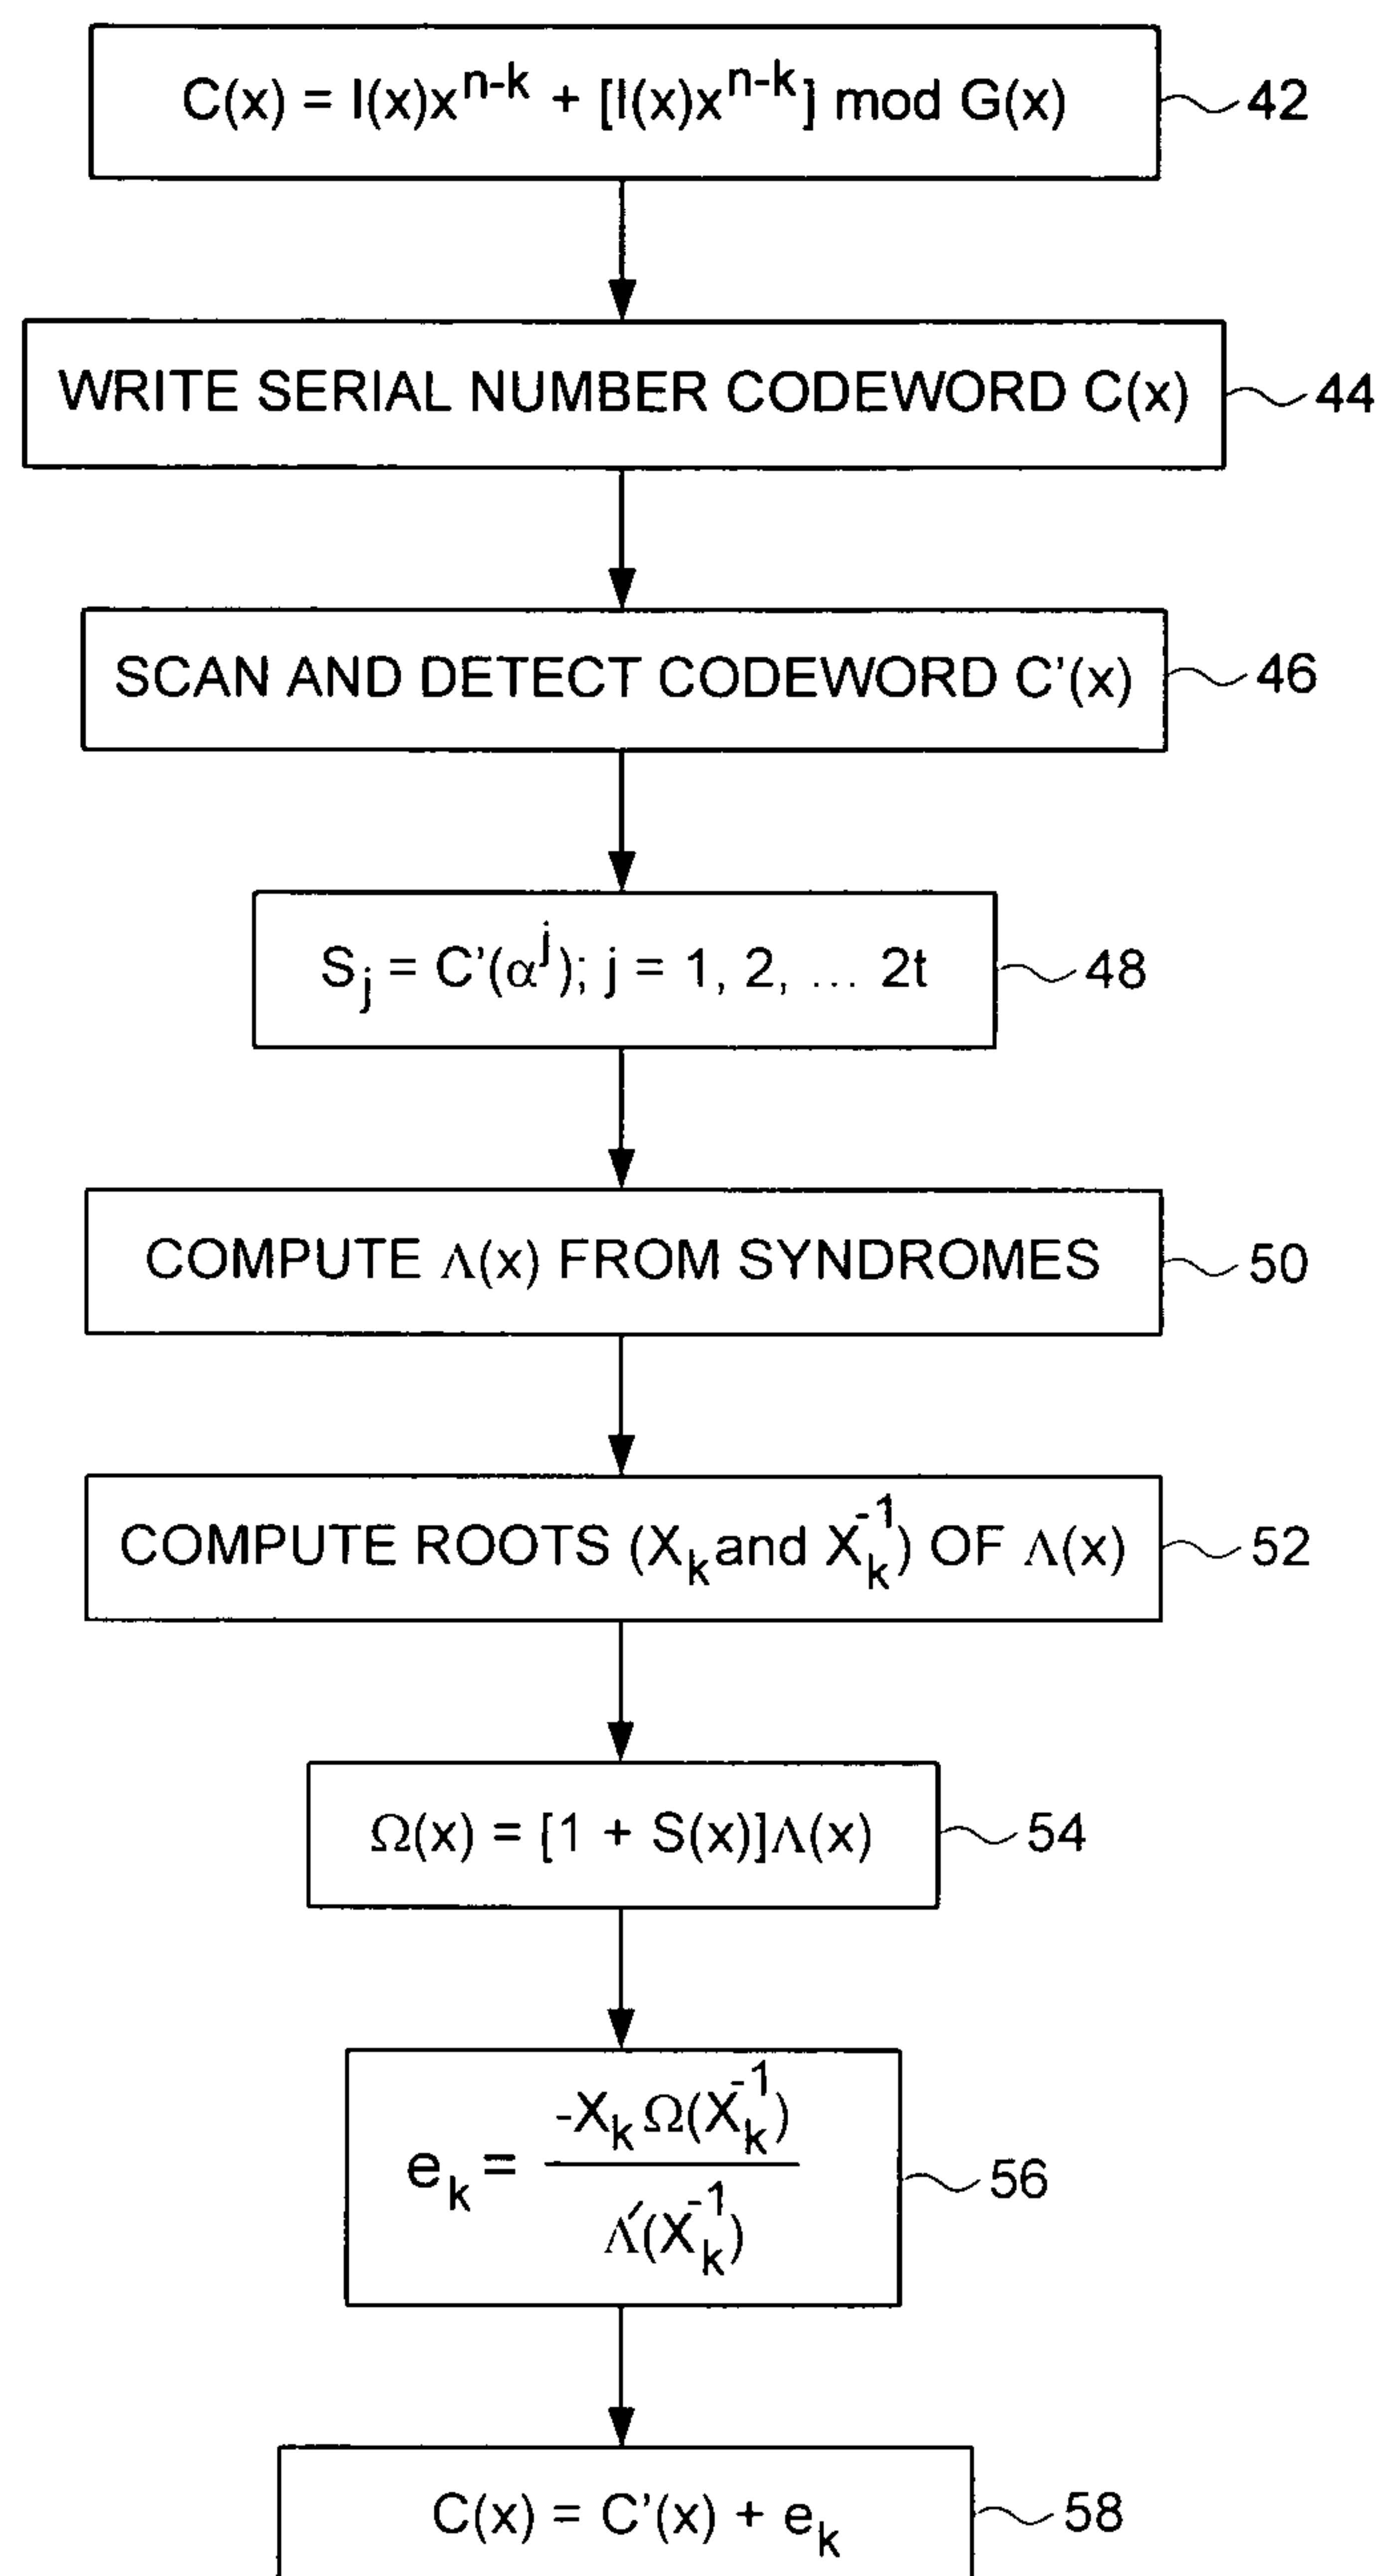 C(x) = I(x)x^{n-k} + [I(x)x^{n-k}] mod G(x) 42
WRITE SERIAL NUMBER CODEWORD C(x) 44
SCAN AND DETECT CODEWORD C'(x) 46
S_j = C'(α^j); j = 1, 2, ... 2t 48
COMPUTE Λ(x) FROM SYNDROMES 50
COMPUTE ROOTS (X_k and X_k^{-1}) OF Λ(x) 52
Ω(x) = [1 + S(x)]Λ(x) 54
e_k = -X_k Ω(X_k^{-1}) / Λ'(X_k^{-1}) 56
C(x) = C'(x) + e_k 58